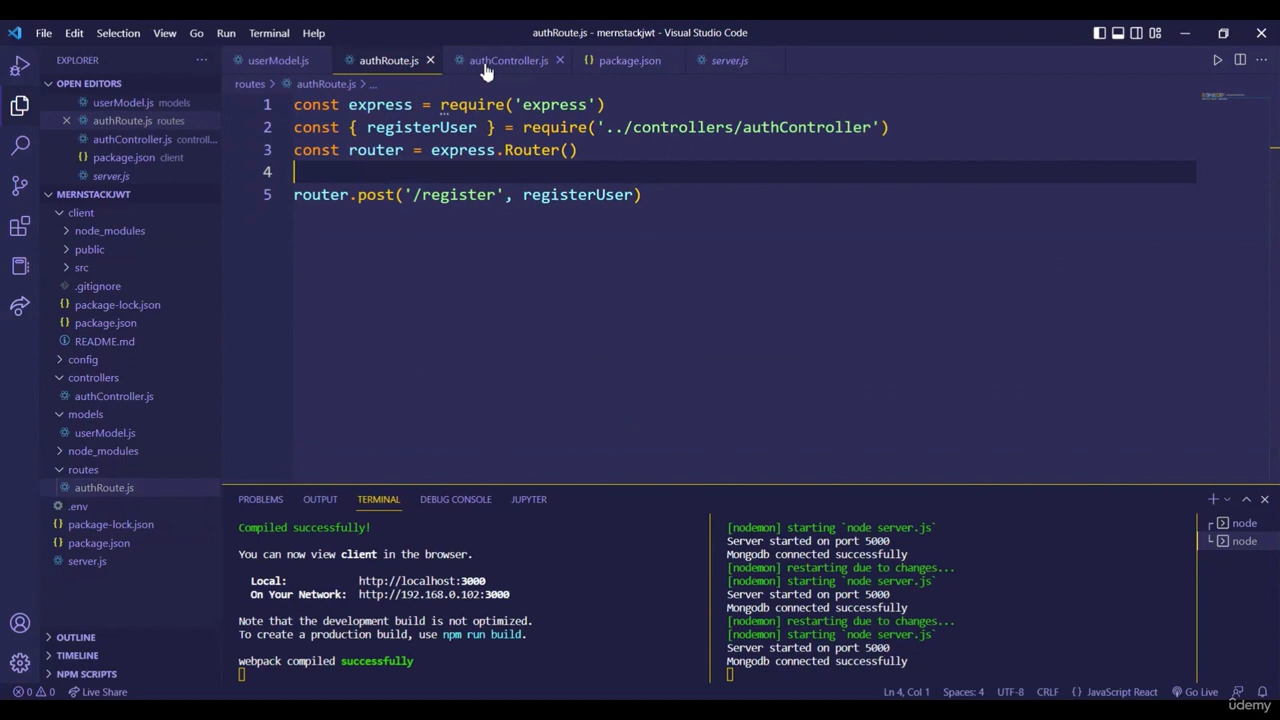 File Edit Selection View Go Run Terminal Help
authRoute.js - mernstackjwt - Visual Studio Code
EXPLORER
OPEN EDITORS
userModel.js models
authRoute.js routes
authController.js controll...
package.json client
server.js
MERNSTACKJWT
client
node_modules
public
src
.gitignore
package-lock.json
package.json
README.md
config
controllers
authController.js
models
userModel.js
node_modules
routes
authRoute.js
.env
package-lock.json
package.json
server.js
OUTLINE
TIMELINE
NPM SCRIPTS
userModel.js authRoute.js authController.js package.json server.js
routes > authRoute.js > ...
1 const express = require('express')
2 const { registerUser } = require('../controllers/authController')
3 const router = express.Router()
4
5 router.post('/register', registerUser)
PROBLEMS OUTPUT TERMINAL DEBUG CONSOLE JUPYTER
Compiled successfully!
You can now view client in the browser.
Local: http://localhost:3000
On Your Network: http://192.168.0.102:3000
Note that the development build is not optimized.
To create a production build, use npm run build.
webpack compiled successfully
[nodemon] starting `node server.js`
Server started on port 5000
Mongodb connected successfully
[nodemon] restarting due to changes...
[nodemon] starting `node server.js`
Server started on port 5000
Mongodb connected successfully
[nodemon] restarting due to changes...
[nodemon] starting `node server.js`
Server started on port 5000
Mongodb connected successfully
node
node
0 0 Live Share
Ln 4, Col 1 Spaces: 4 UTF-8 CRLF {} JavaScript React Go Live
udemy